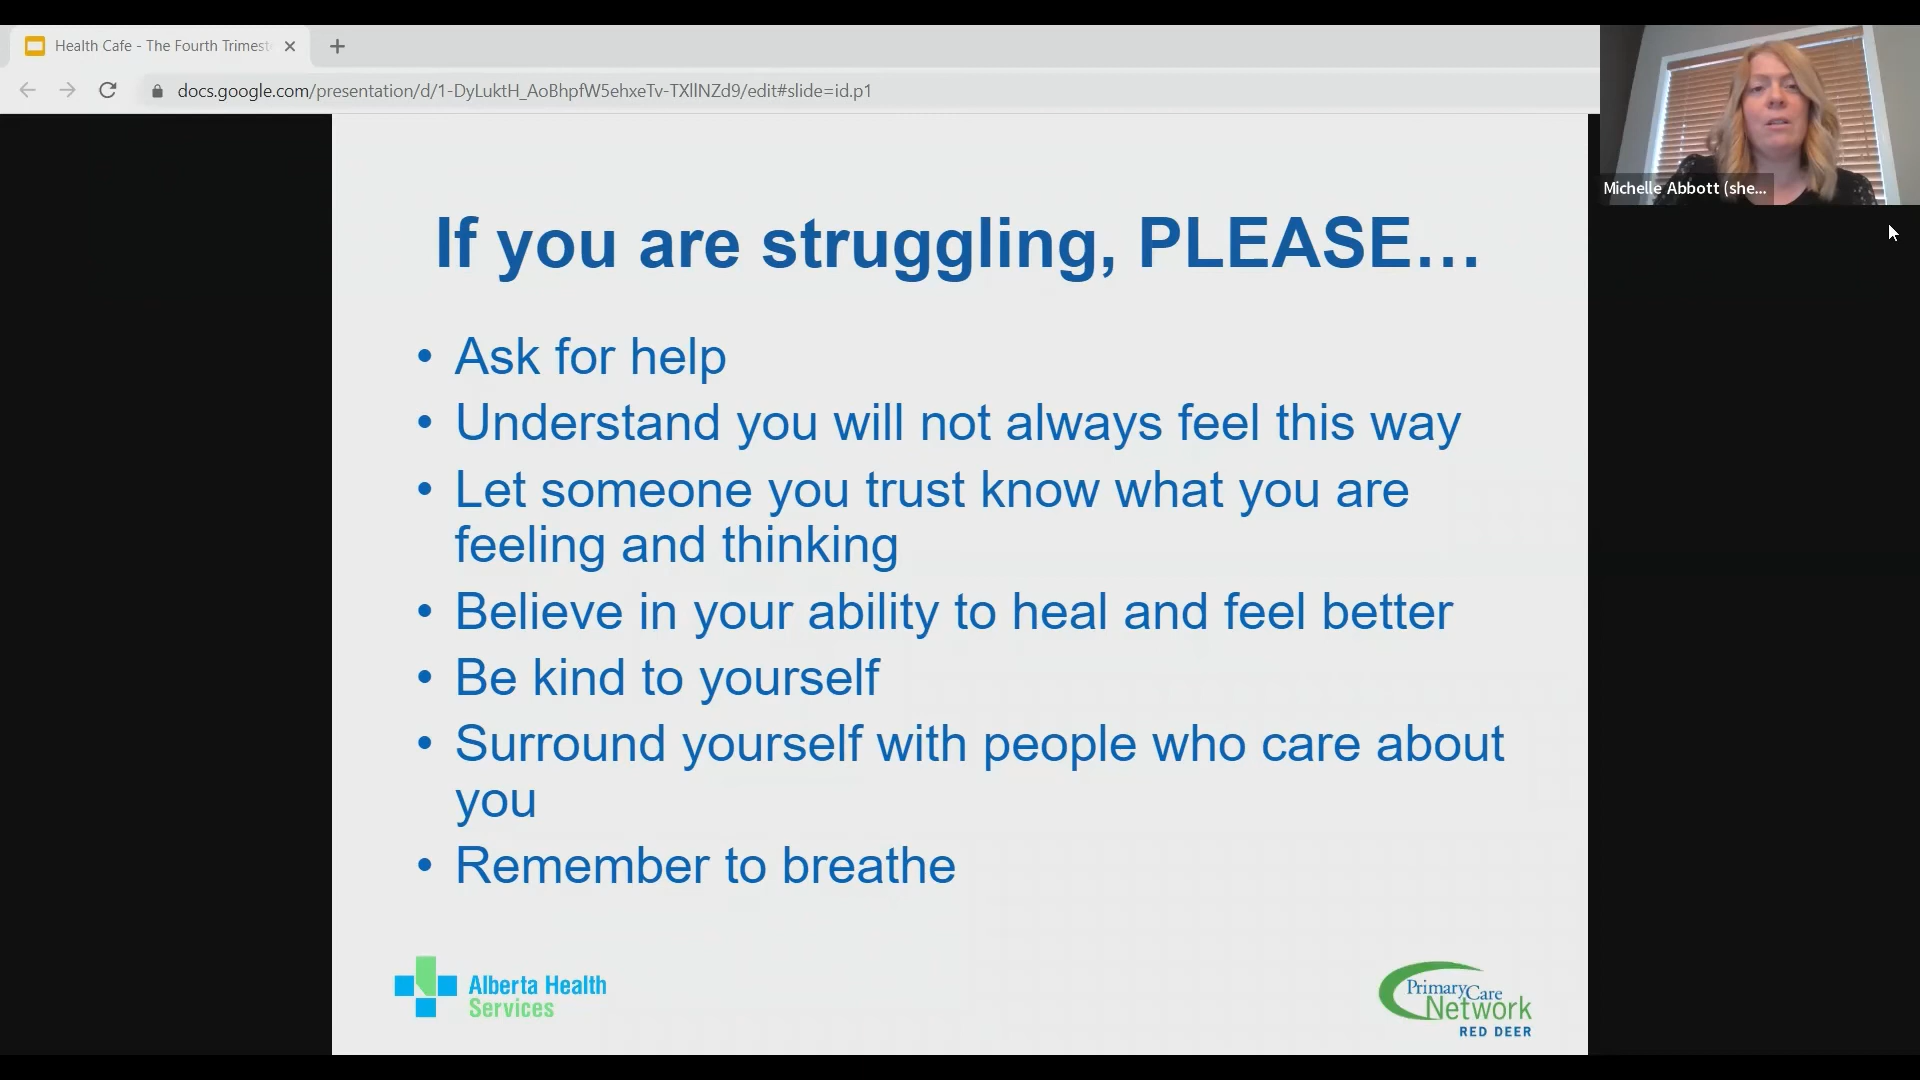 Health Cafe - The Fourth Trimest
docs.google.com/presentation/d/1-DyLuktH_AoBhpfW5ehxeTv-TXllNZd9/edit#slide=id.p1
Michelle Abbott (she...
If you are struggling, PLEASE...
• Ask for help
• Understand you will not always feel this way
• Let someone you trust know what you are
feeling and thinking
• Believe in your ability to heal and feel better
• Be kind to yourself
• Surround yourself with people who care about
you
• Remember to breathe
Alberta Health
Services
PrimaryCare
Network
RED DEER